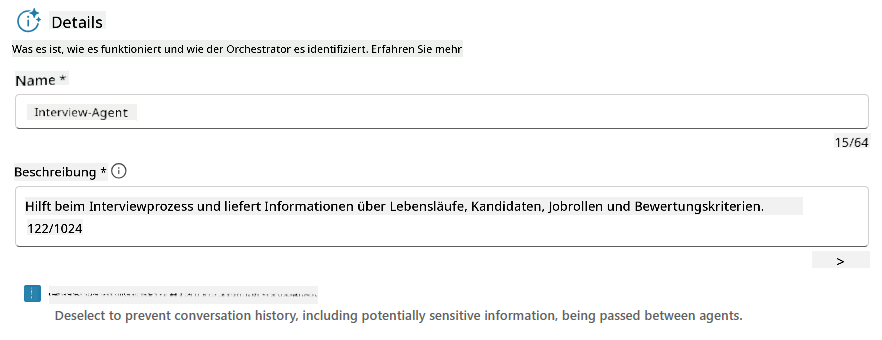 Details
Was es ist, wie es funktioniert und wie der Orchestrator es identifiziert. Erfahren Sie mehr
Name *
Interview-Agent
15/64
Beschreibung *
Hilft beim Interviewprozess und liefert Informationen über Lebensläufe, Kandidaten, Jobrollen und Bewertungskriterien.
122/1024
>
Deselect to prevent conversation history, including potentially sensitive information, being passed between agents.